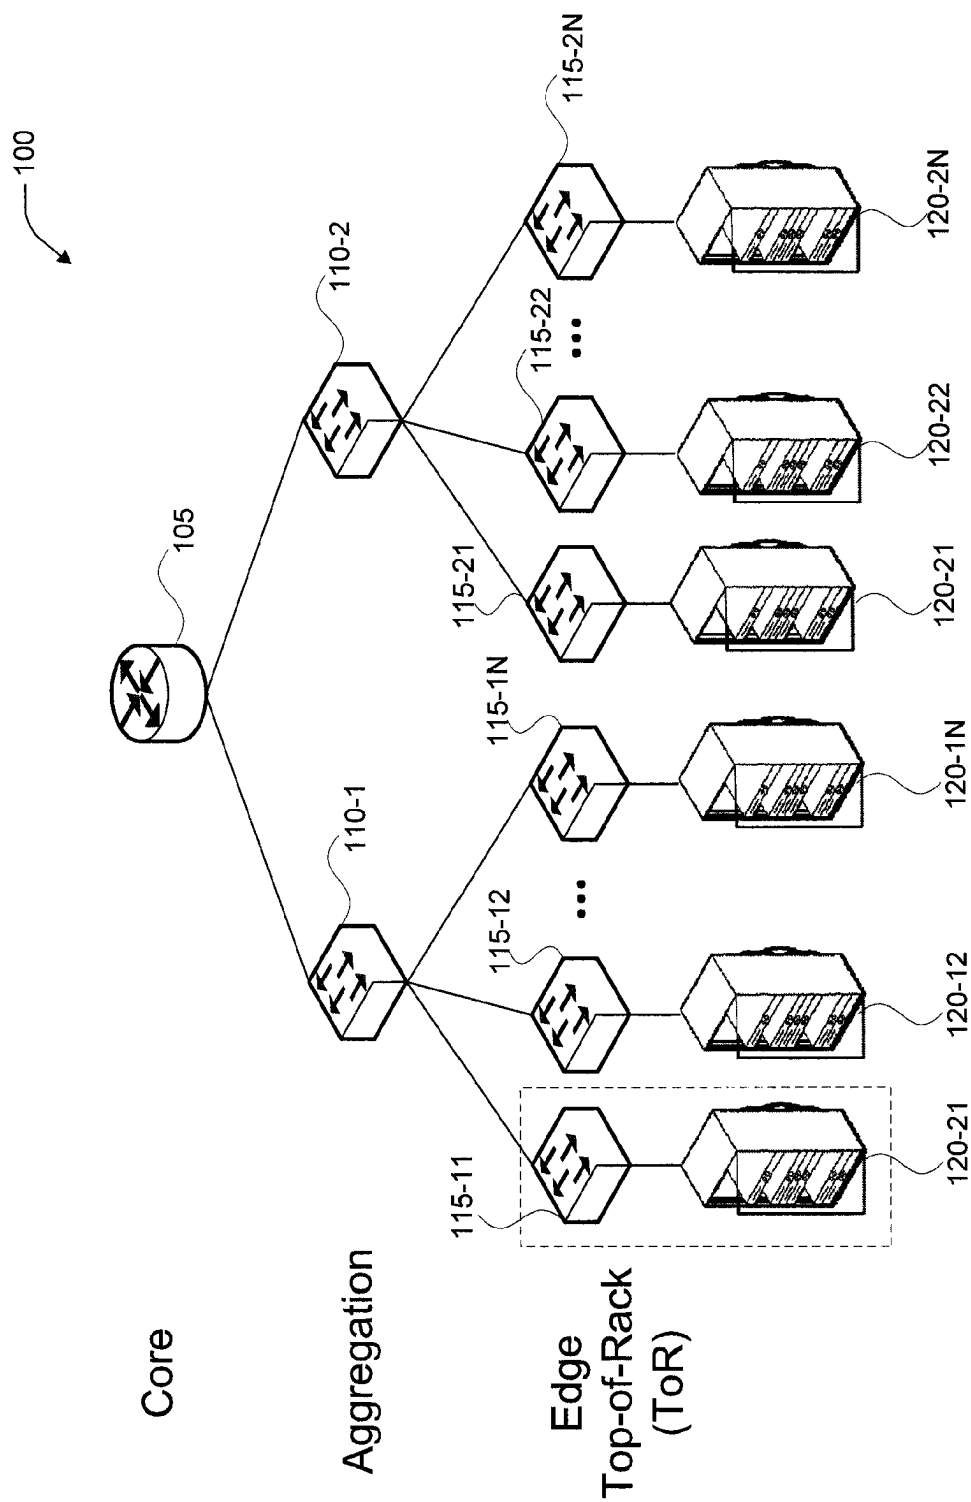 100
Core
105
Aggregation
110-1
110-2
Edge
Top-of-Rack
(ToR)
115-11
115-12
...
115-1N
115-21
115-22
...
115-2N
120-21
120-12
120-1N
120-21
120-22
120-2N